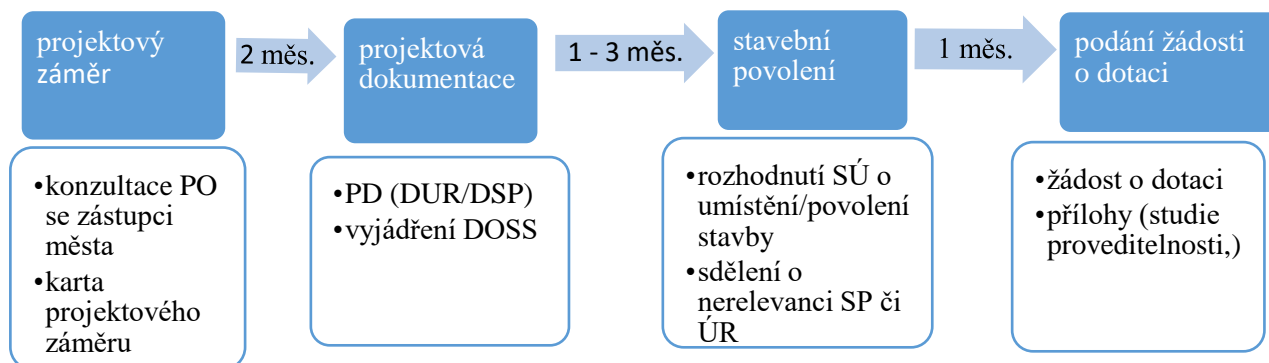 projektový
záměr
2 měs.
projektová
dokumentace
1 - 3 měs.
stavební
povolení
1 měs.
podání žádosti
o dotaci
•konzultace PO
se zástupci
města
•karta
projektového
záměru
•PD (DUR/DSP)
•vyjádření DOSS
•rozhodnutí SÚ o
umístění/povolení
stavby
•sdělení o
nerelevanci SP či
ÚR
•žádost o dotaci
•přílohy (studie
proveditelnosti,)